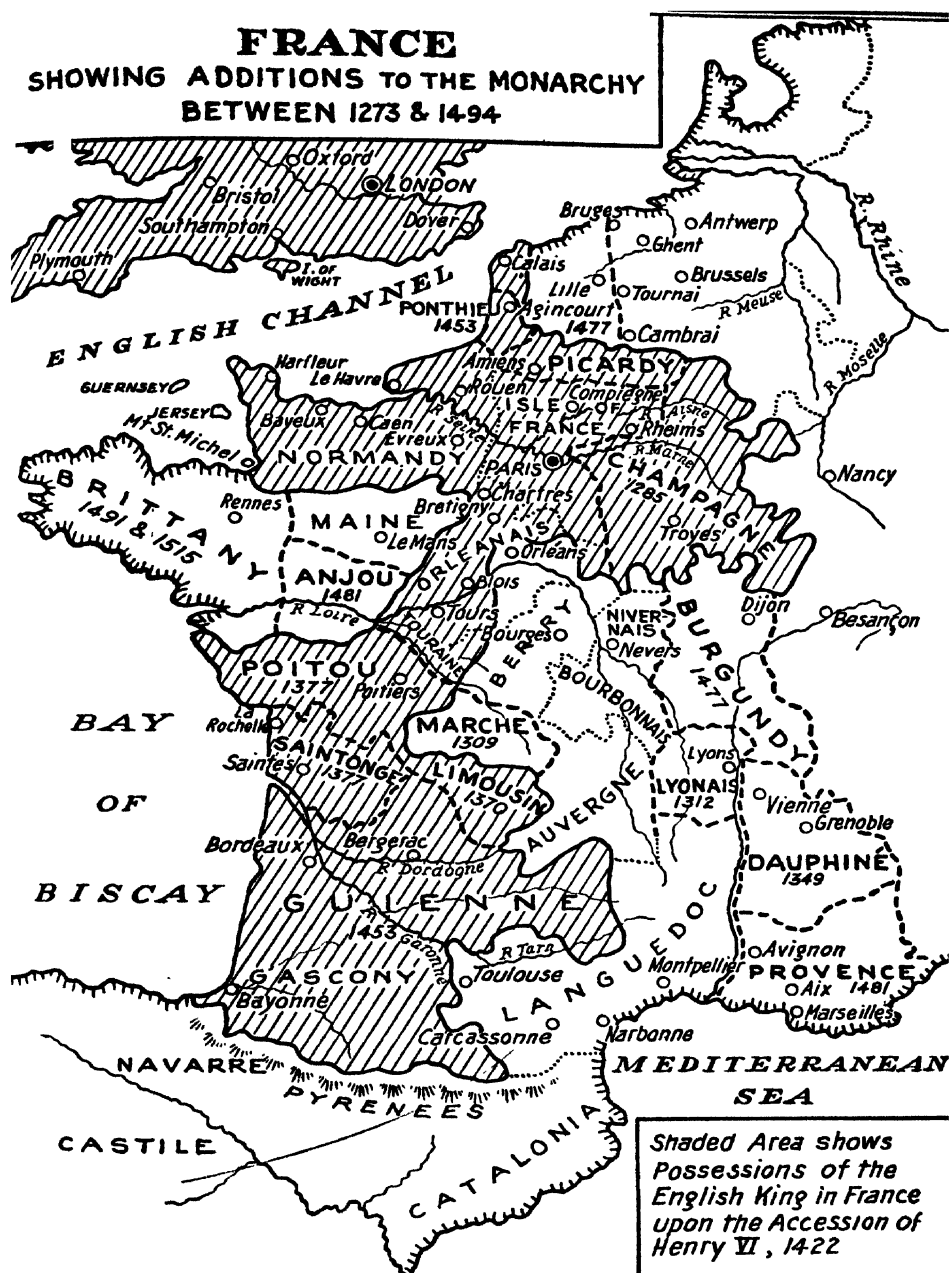 FRANCE
SHOWING ADDITIONS TO THE MONARCHY
BETWEEN 1273 & 1494
Oxford
LONDON
Bristol
Southampton
Dover
Plymouth
I. OF
WIGHT
ENGLISH CHANNEL
R. Rhine
Bruges
Antwerp
Ghent
Calais
Lille
Brussels
Tournai
R Meuse
PONTHIEU
1453
Agincourt
1477
Cambrai
R Moselle
Harfleur
Le Havre
Amiens
PICARDY
GUERNSEY
Rouen
Compiegne
ISLE OF
FRANCE
R Aisne
JERSEY
Bayeux
Caen
Evreux
R Seine
Rheims
Mt St. Michel
NORMANDY
PARIS
R. Marne
CHAMPAGNE
1285
Nancy
BRITTANY
1491 & 1515
Rennes
Chartres
Bretigny
MAINE
Le Mans
Troyes
ORLEANAIS
Orleans
ANJOU
1481
Blois
R Loire
Tours
TOURAINE
BERRY
Bourges
NIVER-
NAIS
Nevers
BURGUNDY
1477
Dijon
Besançon
POITOU
1377
Poitiers
BOURBONNAIS
BAY
OF
BISCAY
La
Rochelle
MARCHE
1309
SAINTONGE
1377
Saintes
LIMOUSIN
1370
AUVERGNE
Lyons
LYONAIS
1312
Vienne
Grenoble
Bordeaux
Bergerac
R Dordogne
DAUPHINE
1349
GUIENNE
1453
R Garonne
R Tarn
LANGUEDOC
Avignon
Montpellier
PROVENCE
1481
GASCONY
Toulouse
Aix
Bayonne
Marseilles
Carcassonne
Narbonne
NAVARRE
PYRENEES
MEDITERRANEAN
SEA
CASTILE
CATALONIA
Shaded Area shows
Possessions of the
English King in France
upon the Accession of
Henry VI, 1422